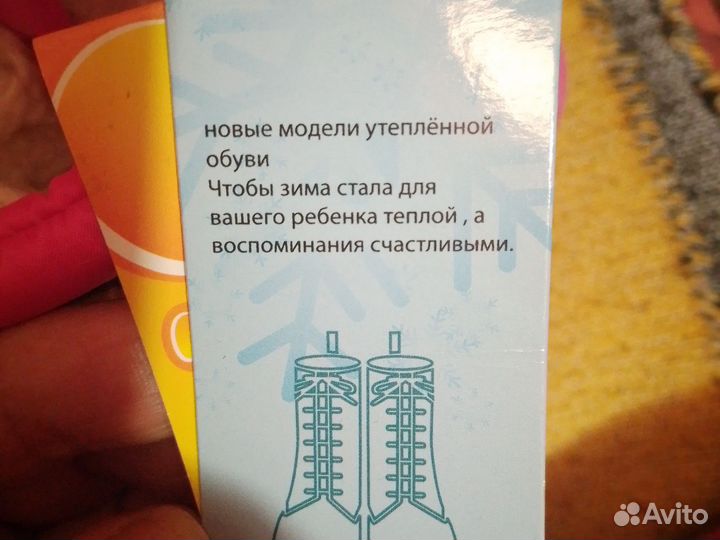 новые модели утеплённой
обуви
Чтобы зима стала для
вашего ребенка теплой , а
воспоминания счастливыми.
Avito